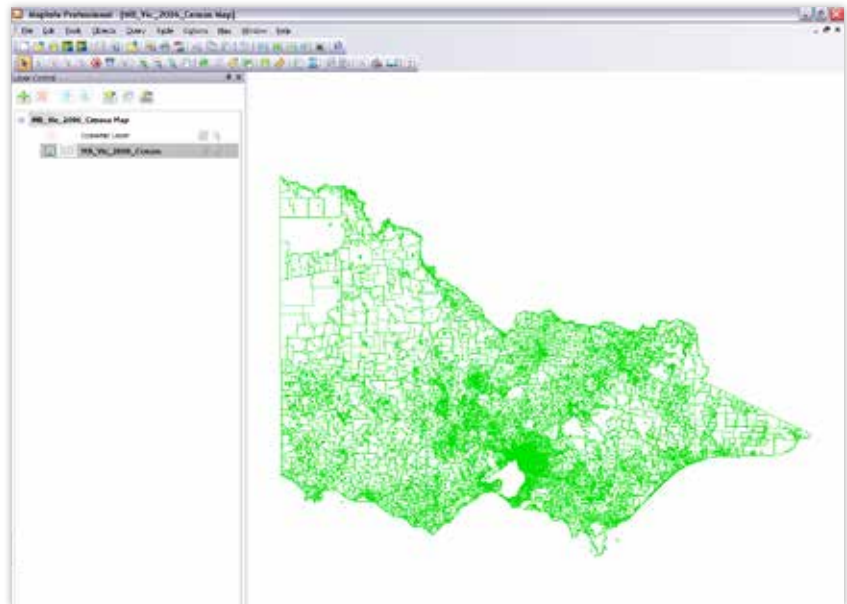 MapInfo Professional - [MB_Vic_2006_Census Map]
File Edit Tools Objects Query Table Options Map Window Help
Layer Control
MB_Vic_2006_Census Map
Cosmetic Layer
MB_Vic_2006_Census